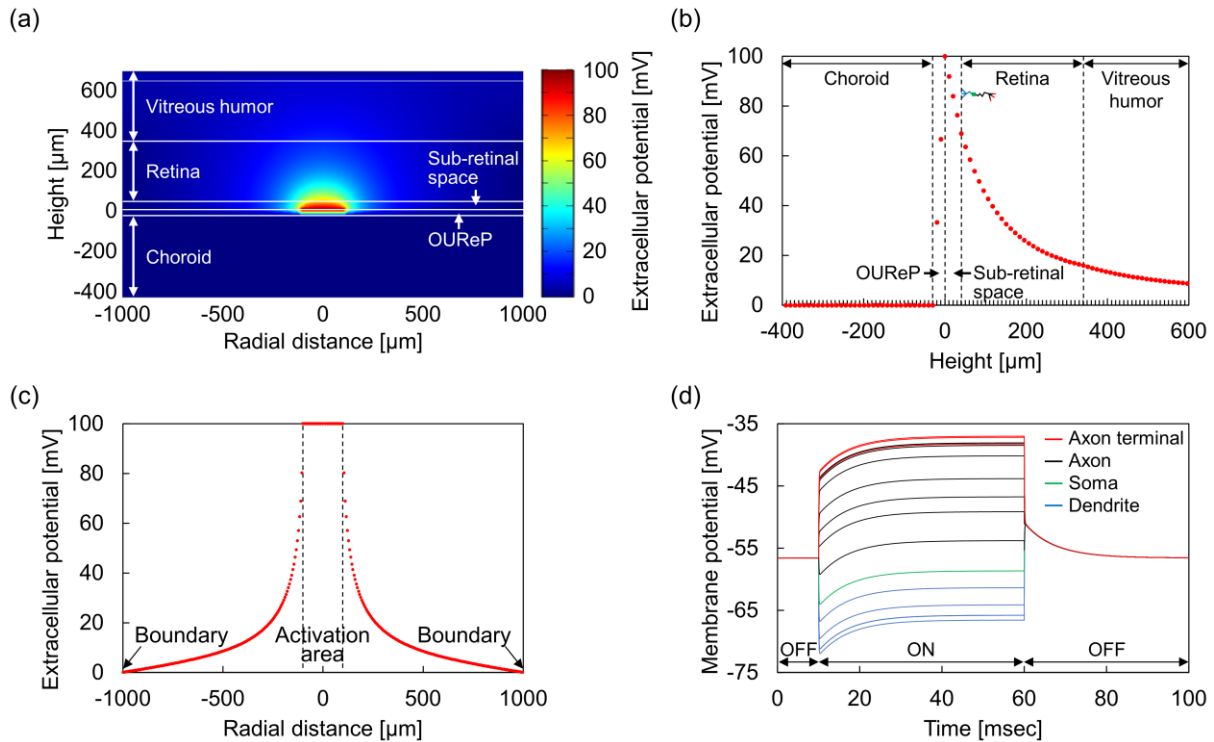 (a)
Height [µm]
600
400
200
0
-200
-400
Vitreous humor
Retina
Sub-retinal
space
OUReP
Choroid
-1000 -500 0 500 1000
Radial distance [µm]
100
80
60
40
20
0
Extracellular potential [mV]
(b)
Extracellular potential [mV]
100
80
60
40
20
0
Choroid
Retina
Vitreous
humor
OUReP
Sub-retinal
space
-400 -200 0 200 400 600
Height [µm]
(c)
Extracellular potential [mV]
100
80
60
40
20
0
Boundary
Activation
area
Boundary
-1000 -500 0 500 1000
Radial distance [µm]
(d)
Membrane potential [mV]
-35
-45
-55
-65
-75
Axon terminal
Axon
Soma
Dendrite
OFF
ON
OFF
0 20 40 60 80 100
Time [msec]